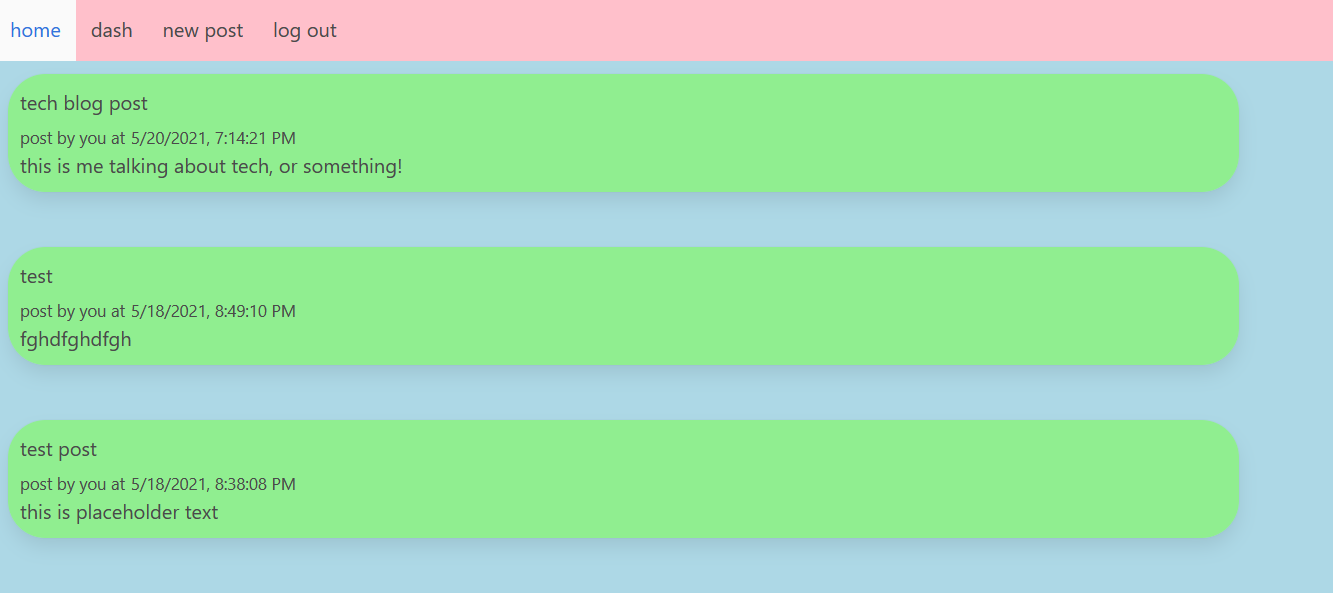 home dash new post log out
tech blog post
post by you at 5/20/2021, 7:14:21 PM
this is me talking about tech, or something!
test
post by you at 5/18/2021, 8:49:10 PM
fghdfghdfgh
test post
post by you at 5/18/2021, 8:38:08 PM
this is placeholder text